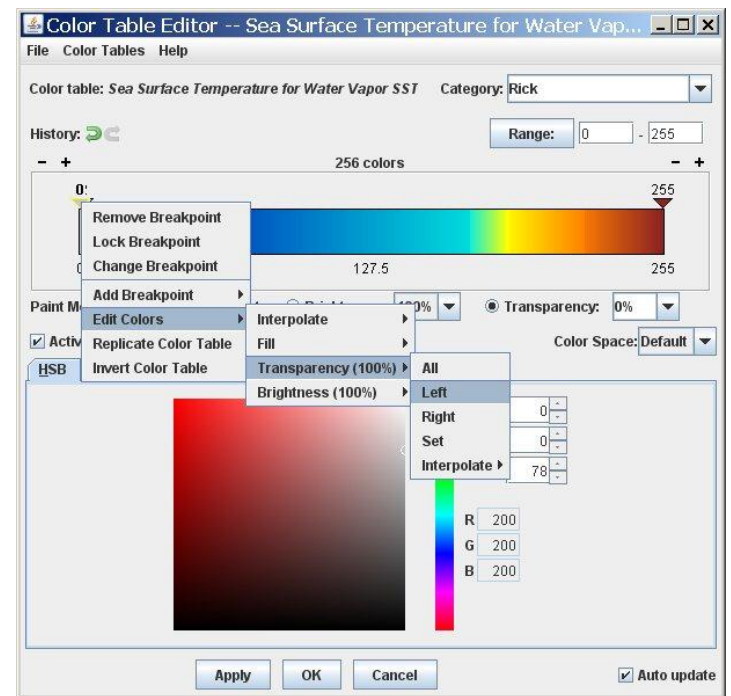 Color Table Editor -- Sea Surface Temperature for Water Vap...
File Color Tables Help
Color table: Sea Surface Temperature for Water Vapor SST Category: Rick
History: Range: 0 - 255
- + 256 colors - +
255
127.5 255
Remove Breakpoint
Lock Breakpoint
Change Breakpoint
Add Breakpoint
Edit Colors
Replicate Color Table
Invert Color Table
Interpolate
Fill
Transparency (100%)
Brightness (100%)
All
Left
Right
Set
Interpolate
Paint Transparency: 0%
Color Space: Default
HSB
0
0
78
R 200
G 200
B 200
Apply OK Cancel Auto update